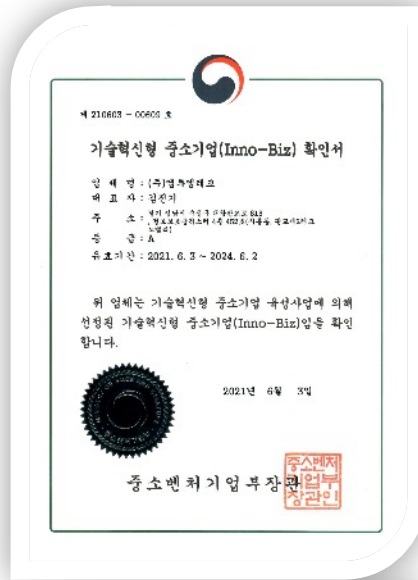 제 210603 - 00609 호
기술혁신형 중소기업(Inno-Biz) 확인서
업 체 명 : (주)엠투엠테크
대 표 자 : 김진기
주 소 :
등 급 : A
유효기간 : 2021. 6. 3 ~ 2024. 6. 2
위 업체는 기술혁신형 중소기업 육성사업에 의해
선정된 기술혁신형 중소기업(Inno-Biz)임을 확인
합니다.
2021년 6월 3일
중소벤처기업부장관
중소벤처
기업부
장관인